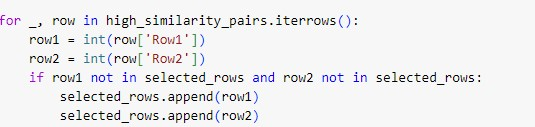 for _, row in high_similarity_pairs.iterrows():
    row1 = int(row['Row1'])
    row2 = int(row['Row2'])
    if row1 not in selected_rows and row2 not in selected_rows:
        selected_rows.append(row1)
        selected_rows.append(row2)